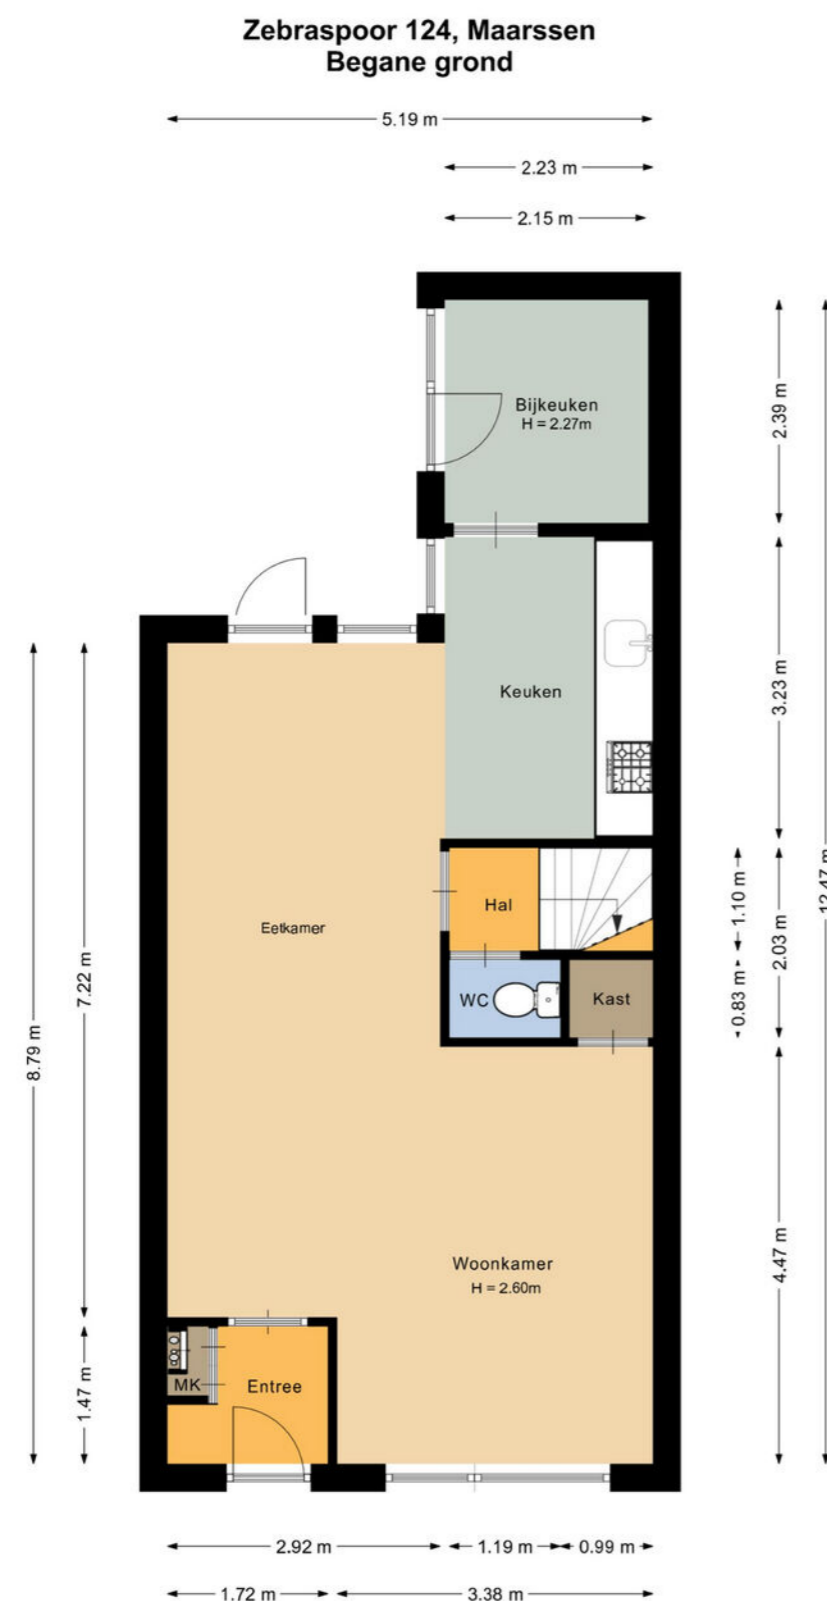 Zebraspoor 124, Maarssen
Begane grond
5.19 m
2.23 m
2.15 m
Bijkeuken
H = 2.27m
2.39 m
Keuken
3.23 m
Hal
1.10 m
2.03 m
12.47 m
Eetkamer
WC
Kast
0.83 m
7.22 m
8.79 m
Woonkamer
H = 2.60m
4.47 m
MK
Entree
1.47 m
2.92 m
1.19 m
0.99 m
1.72 m
3.38 m